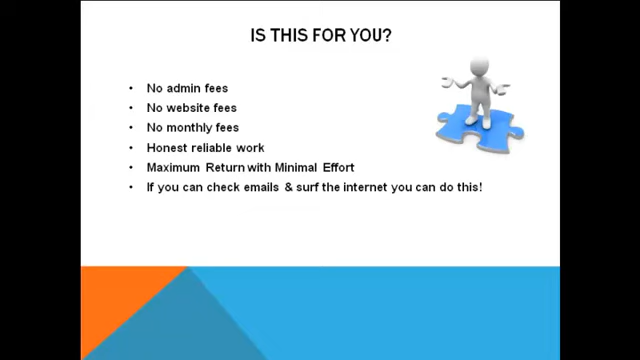 IS THIS FOR YOU?
• No admin fees
• No website fees
• No monthly fees
• Honest reliable work
• Maximum Return with Minimal Effort
• If you can check emails & surf the internet you can do this!